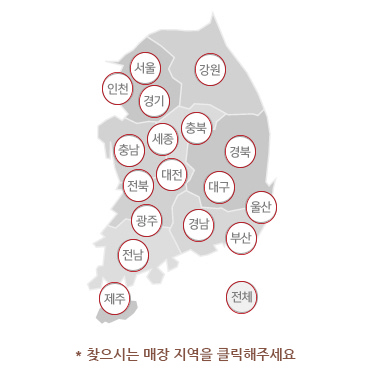 서울
강원
인천
경기
충북
세종
충남
경북
대전
전북
대구
울산
광주
경남
부산
전남
제주
전체
* 찾으시는 매장 지역을 클릭해주세요